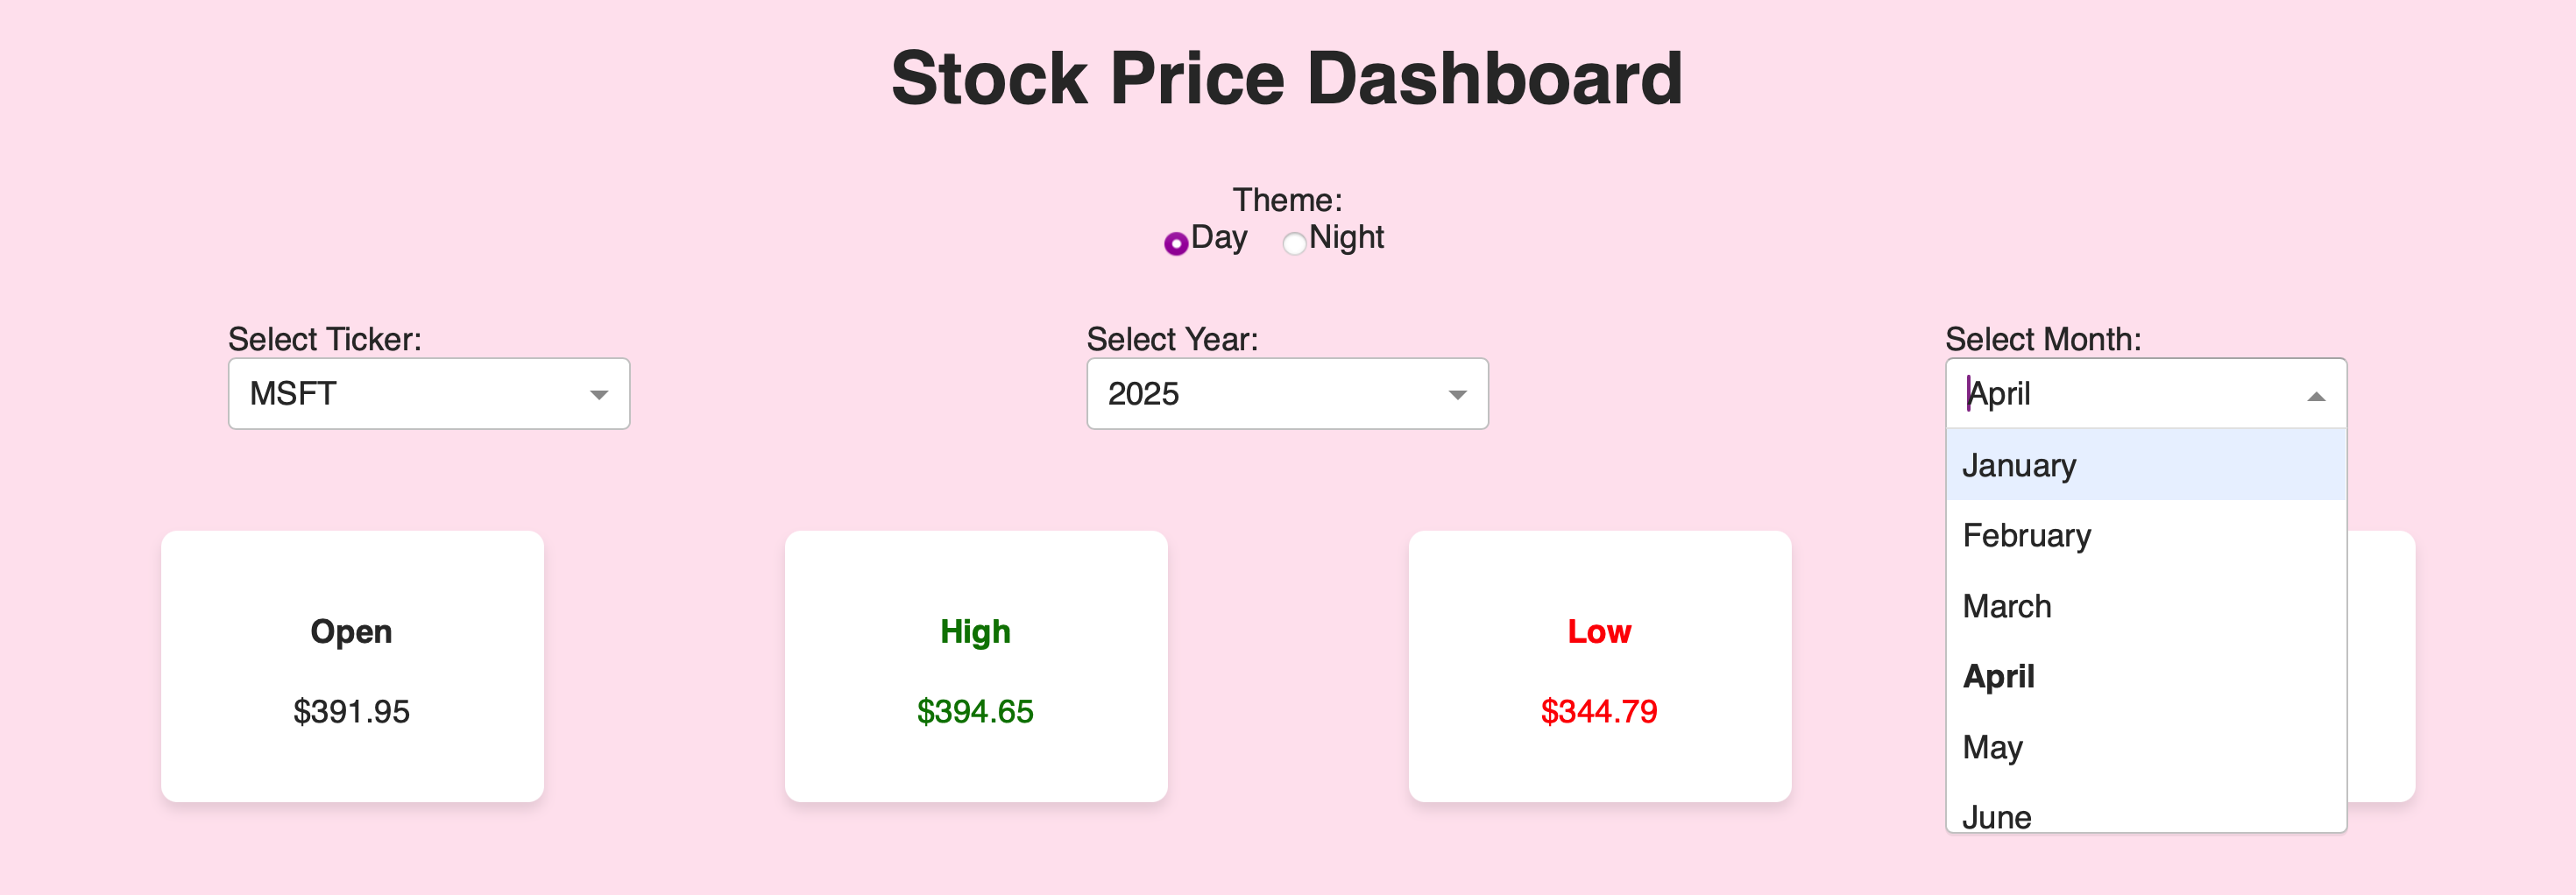 Stock Price Dashboard
Theme:
Day Night
Select Ticker:
MSFT
Select Year:
2025
Select Month:
April
January
February
March
April
May
June
Open
$391.95
High
$394.65
Low
$344.79